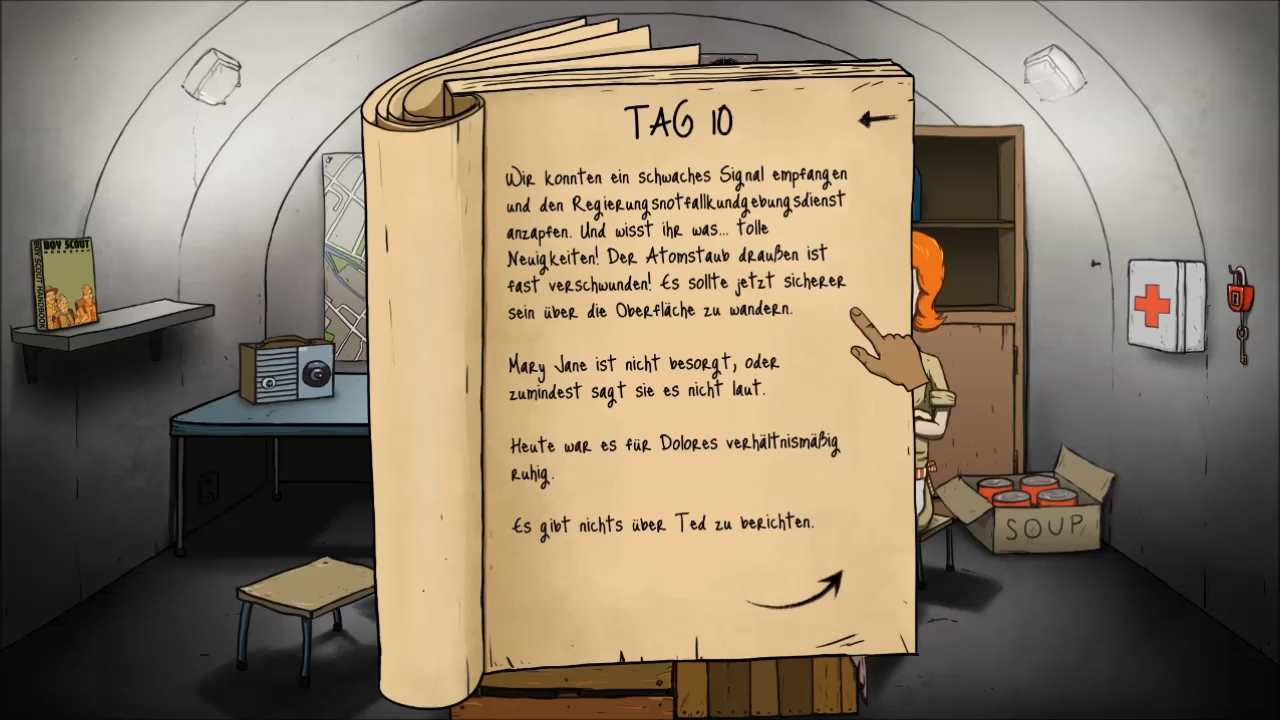 TAG 10
Wir konnten ein schwaches Signal empfangen
und den Regierungsnotfallkundgebungsdienst
anzapfen. Und wisst ihr was... tolle
Neuigkeiten! Der Atomstaub draußen ist
fast verschwunden! Es sollte jetzt sicherer
sein über die Oberfläche zu wandern.
Mary Jane ist nicht besorgt, oder
zumindest sagt sie es nicht laut.
Heute war es für Dolores verhältnismäßig
ruhig.
Es gibt nichts über Ted zu berichten.
BOY SCOUT
BOY SCOUT HANDBOOK
SOUP